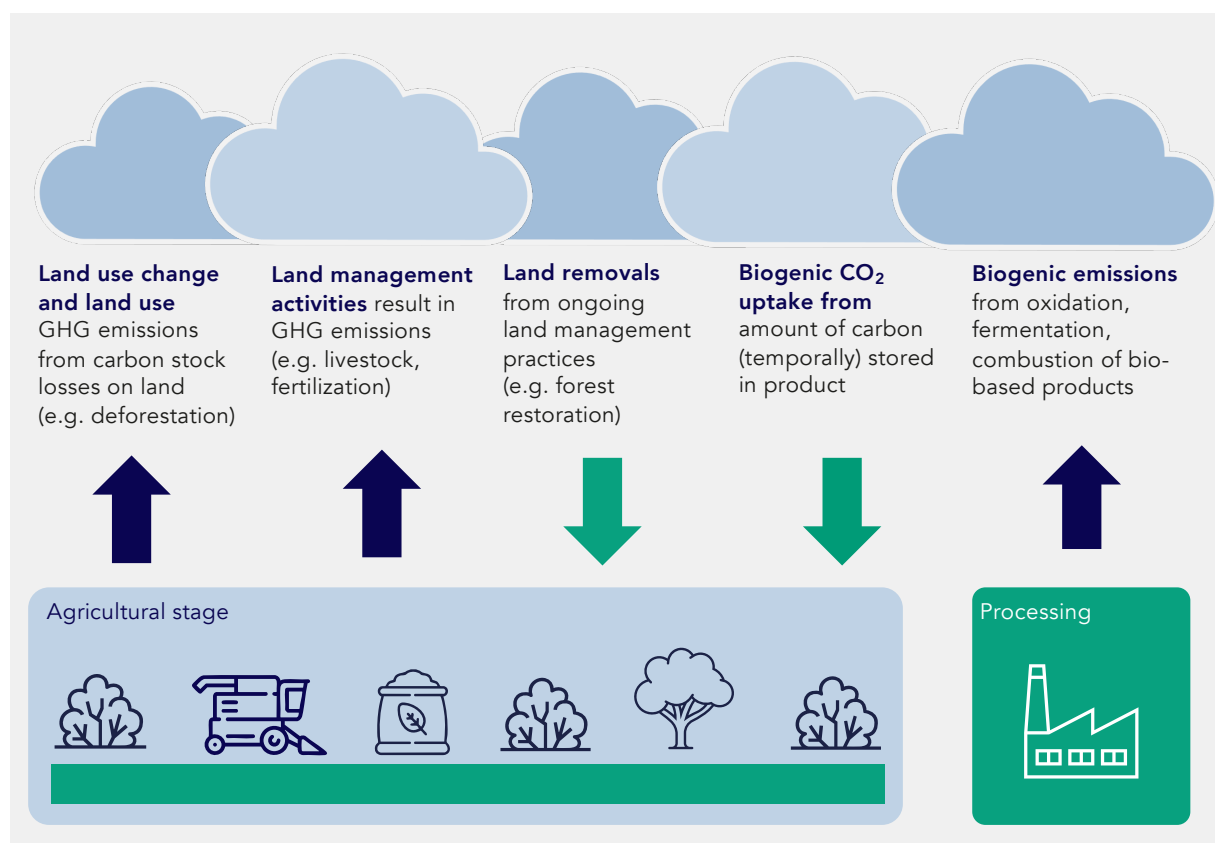 Land use change
and land use
GHG emissions
from carbon stock
losses on land
(e.g. deforestation)
Land management
activities result in
GHG emissions
(e.g. livestock,
fertilization)
Land removals
from ongoing
land management
practices
(e.g. forest
restoration)
Biogenic CO₂
uptake from
amount of carbon
(temporally) stored
in product
Biogenic emissions
from oxidation,
fermentation,
combustion of bio-
based products
Agricultural stage
Processing